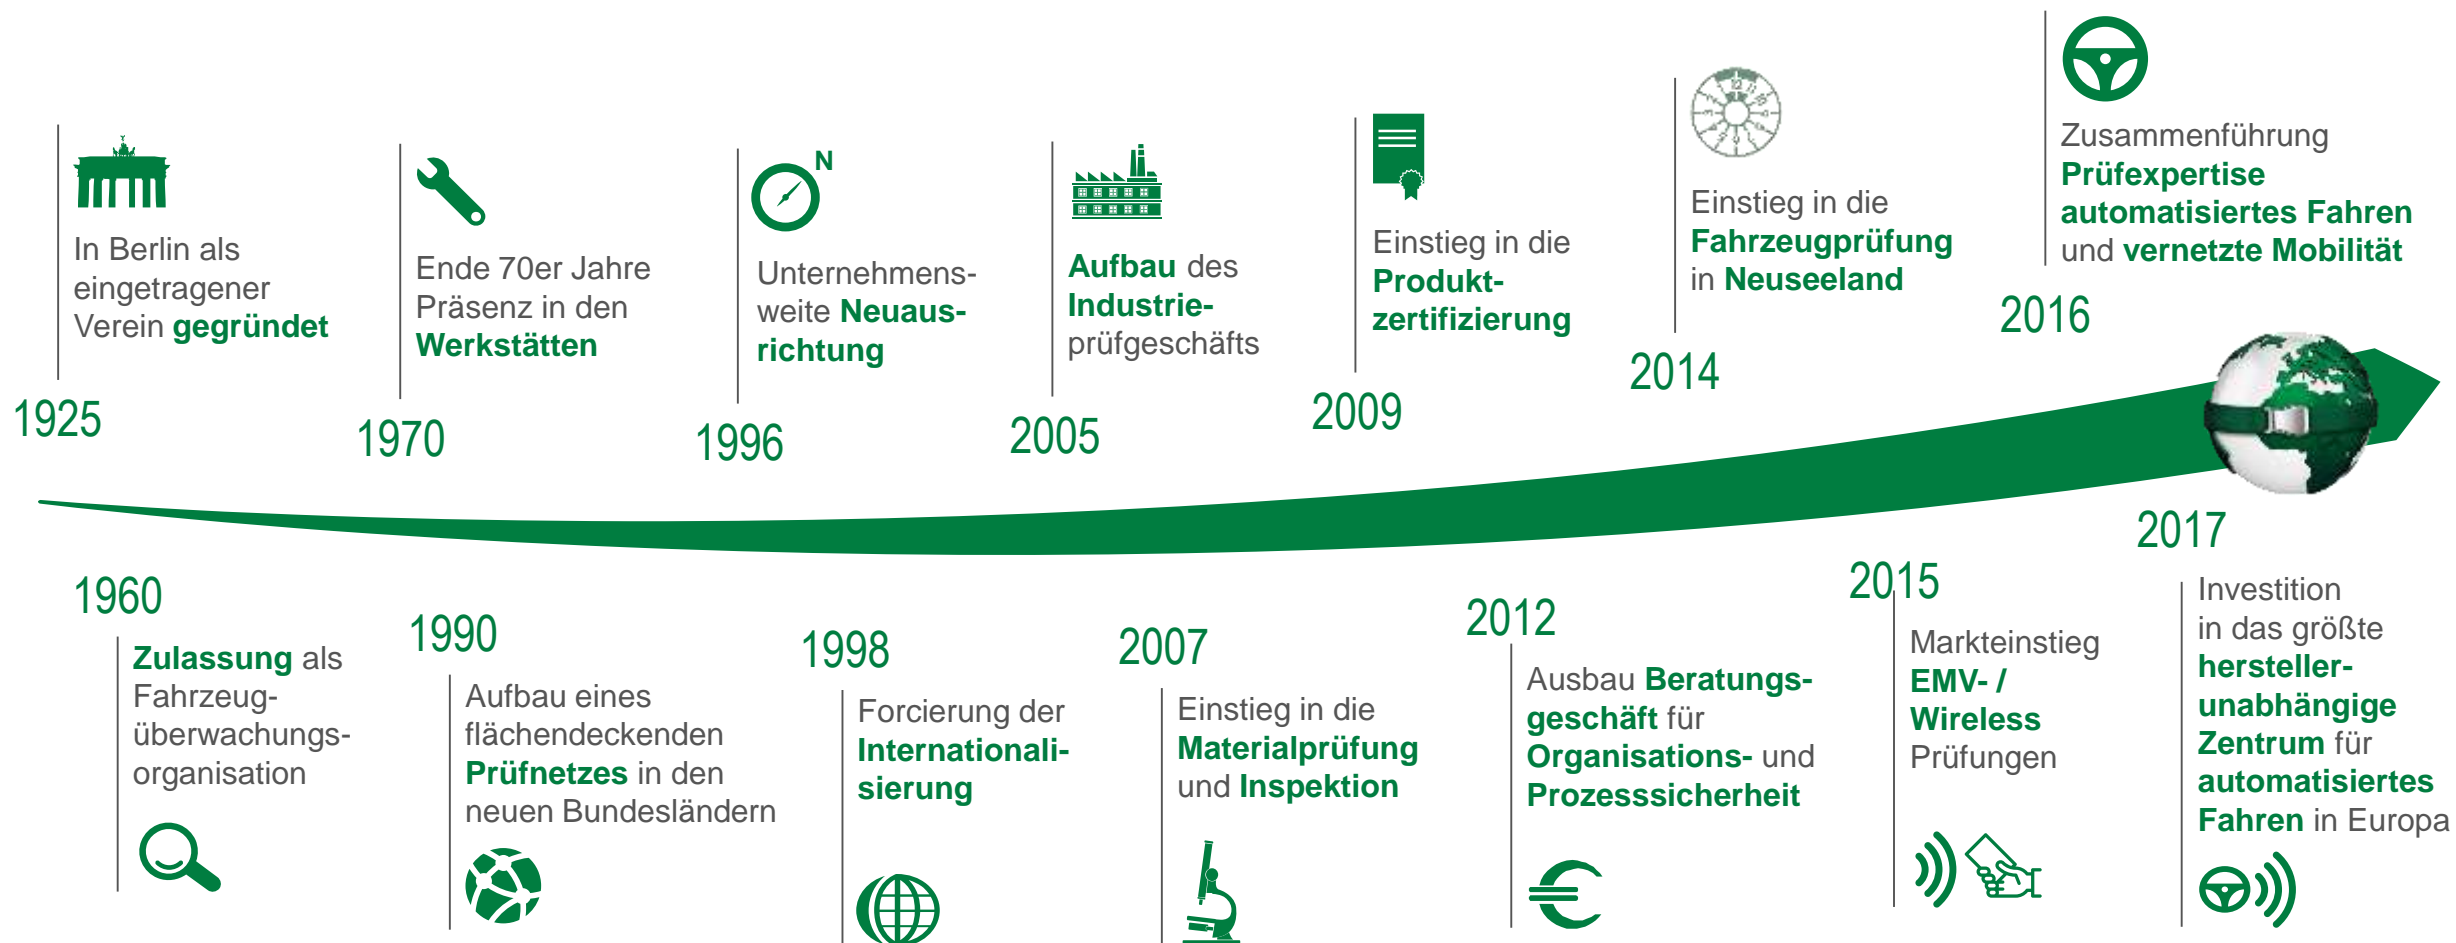 In Berlin als
eingetragener
Verein gegründet
1925
Ende 70er Jahre
Präsenz in den
Werkstätten
1970
N
Unternehmens-
weite Neuaus-
richtung
1996
Aufbau des
Industrie-
prüfgeschäfts
2005
Einstieg in die
Produkt-
zertifizierung
2009
Einstieg in die
Fahrzeugprüfung
in Neuseeland
2014
Zusammenführung
Prüfexpertise
automatisiertes Fahren
und vernetzte Mobilität
2016
1960
Zulassung als
Fahrzeug-
überwachungs-
organisation
1990
Aufbau eines
flächendeckenden
Prüfnetzes in den
neuen Bundesländern
1998
Forcierung der
Internationali-
sierung
2007
Einstieg in die
Materialprüfung
und Inspektion
2012
Ausbau Beratungs-
geschäft für
Organisations- und
Prozesssicherheit
2015
Markteinstieg
EMV- /
Wireless
Prüfungen
2017
Investition
in das größte
hersteller-
unabhängige
Zentrum für
automatisiertes
Fahren in Europa